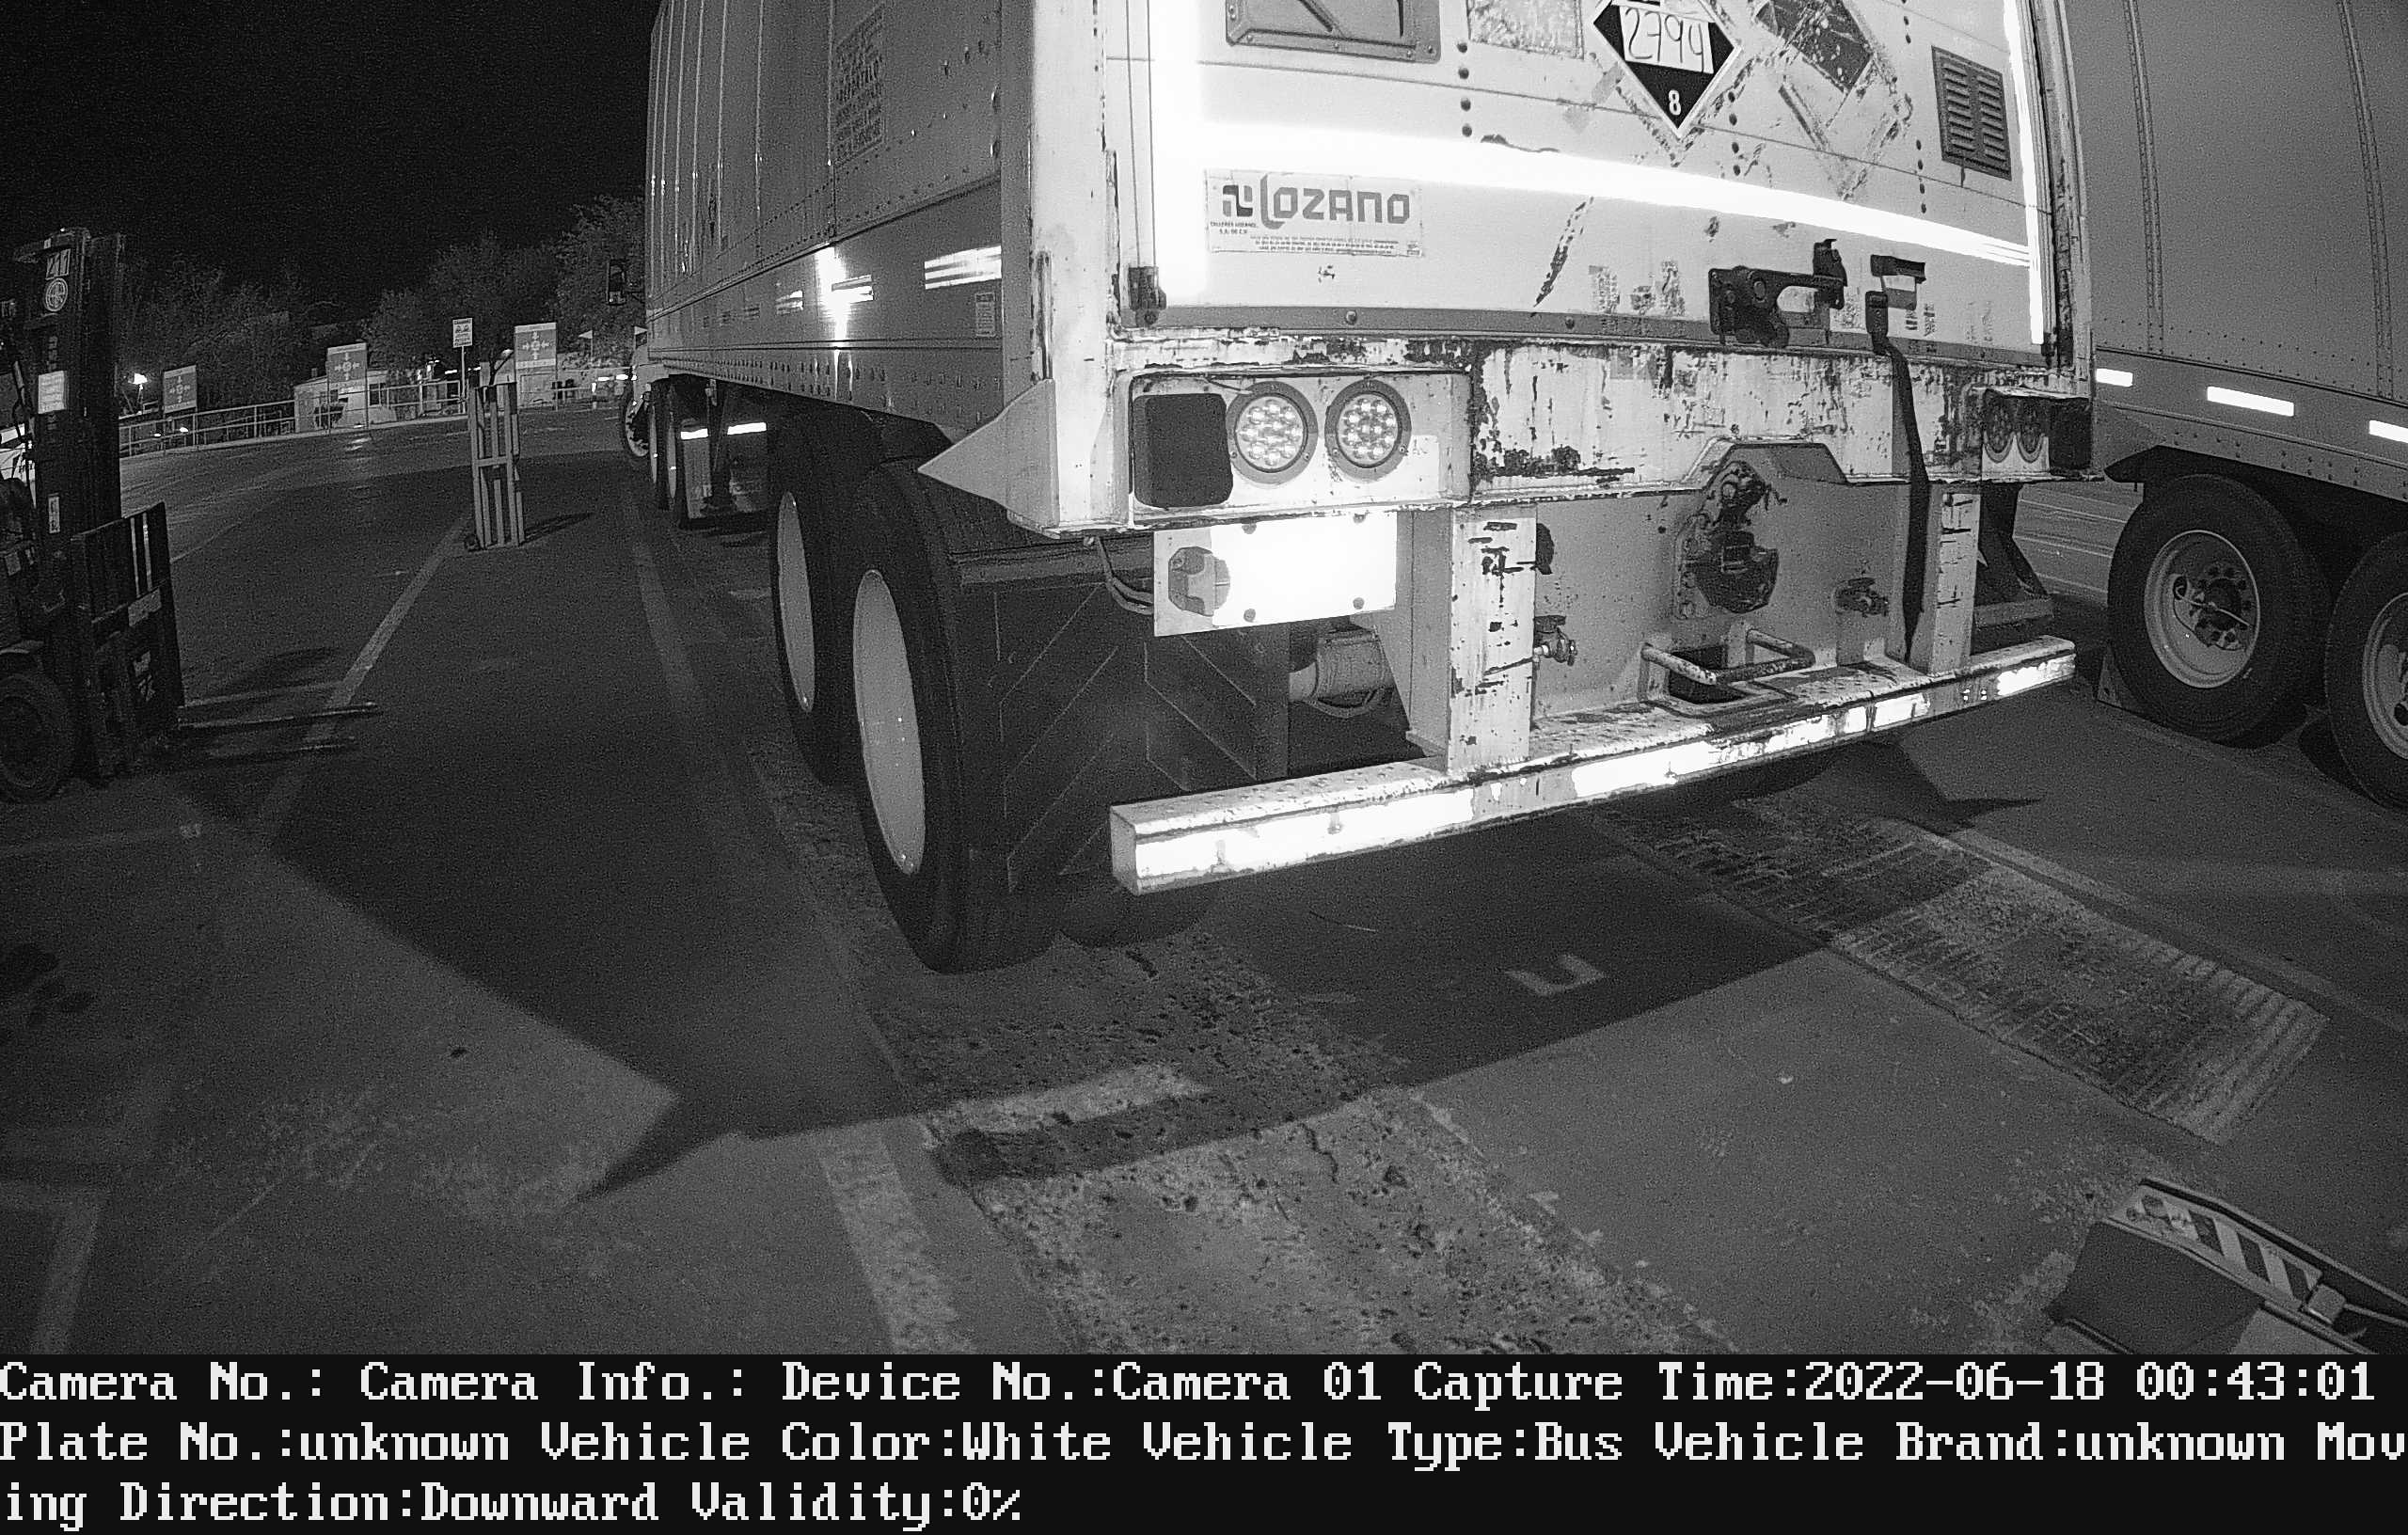 2794
8
LOZANO
Camera No.: Camera Info.: Device No.:Camera 01 Capture Time:2022-06-18 00:43:01
Plate No.:unknown Vehicle Color:White Vehicle Type:Bus Vehicle Brand:unknown Mov
ing Direction:Downward Validity:0%